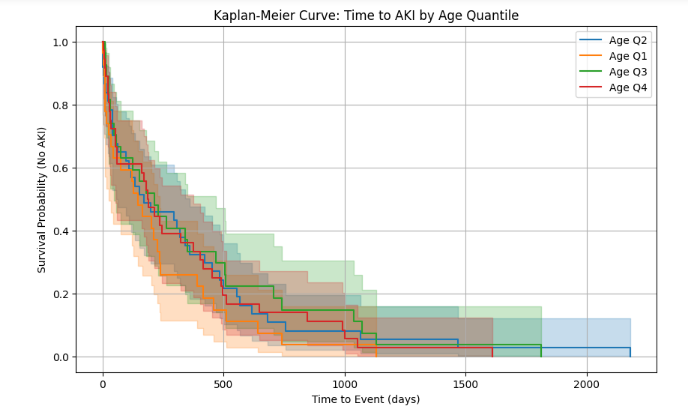 Kaplan-Meier Curve: Time to AKI by Age Quantile
Age Q2
Age Q1
Age Q3
Age Q4
1.0
0.8
0.6
0.4
0.2
0.0
Survival Probability (No AKI)
0
500
1000
1500
2000
Time to Event (days)